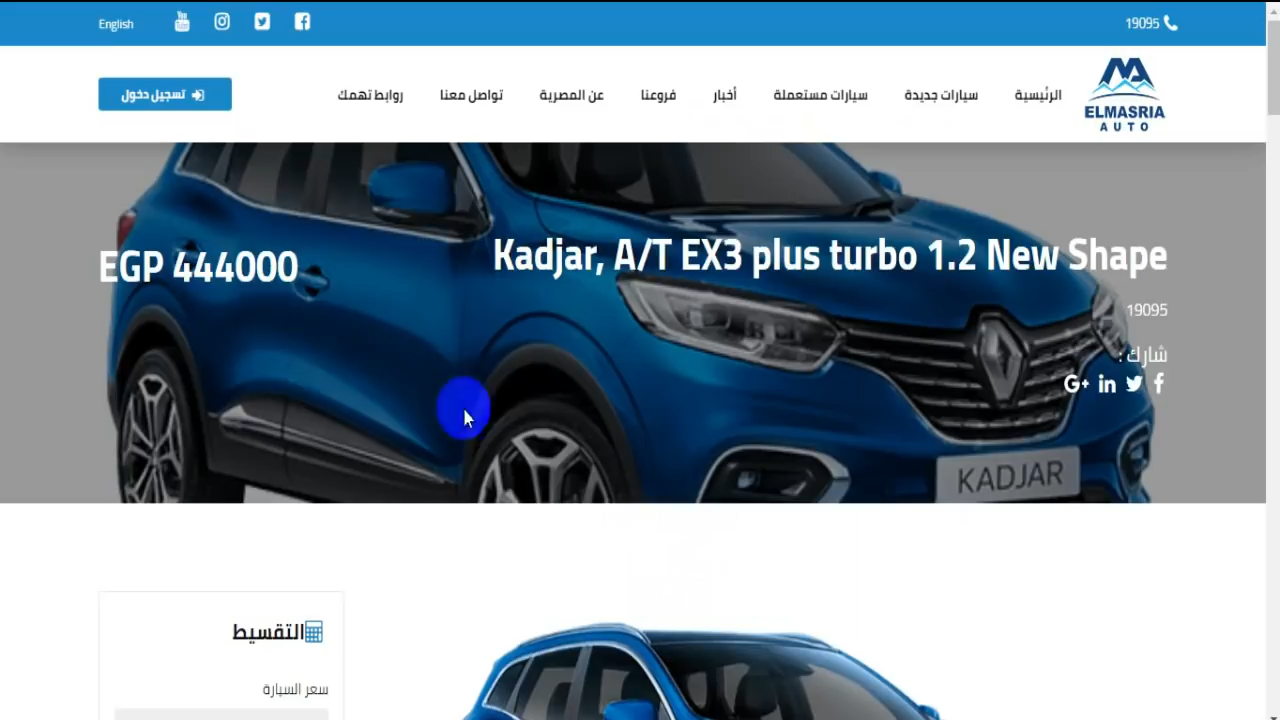 19095
English
ELMASRIA
AUTO
الرئيسية
سيارات جديدة
سيارات مستعملة
أخبار
فروعنا
عن المصرية
تواصل معنا
روابط تهمك
تسجيل دخول
Kadjar, A/T EX3 plus turbo 1.2 New Shape
EGP 444000
19095
شارك :
KADJAR
التقسيط
سعر السيارة